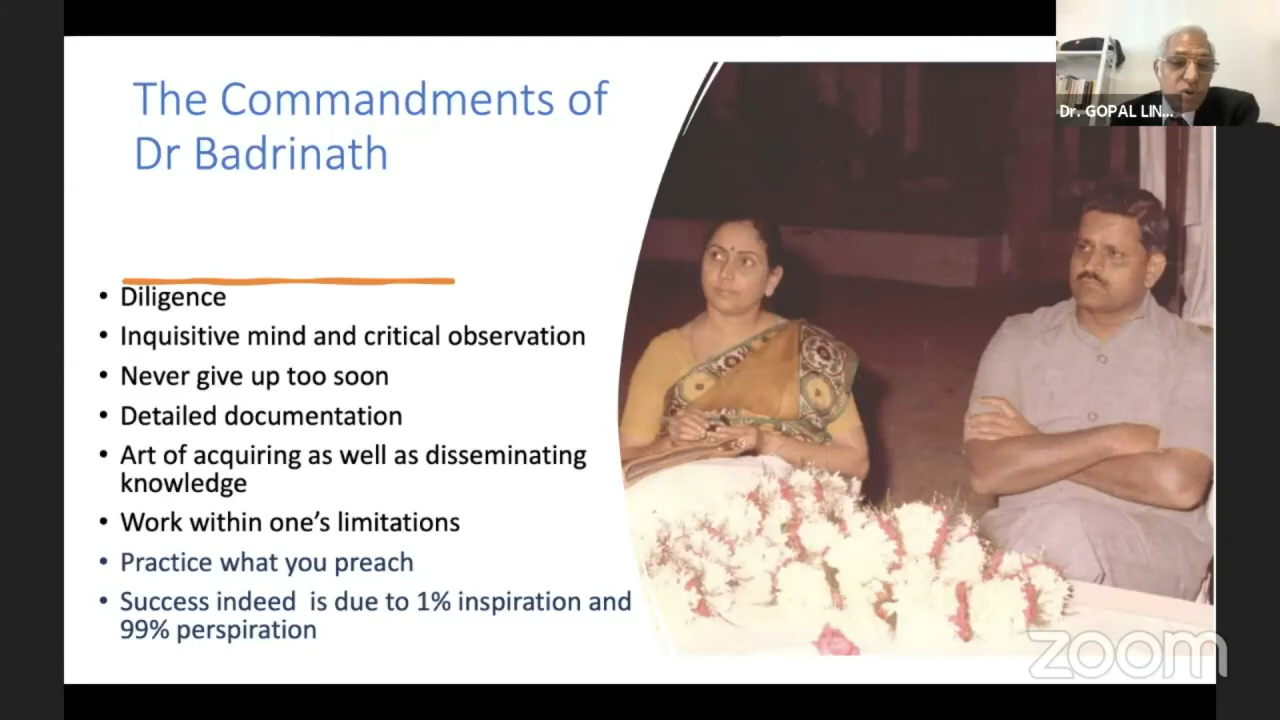 The Commandments of
Dr Badrinath
Dr. GOPAL LIN...
• Diligence
• Inquisitive mind and critical observation
• Never give up too soon
• Detailed documentation
• Art of acquiring as well as disseminating
knowledge
• Work within one's limitations
• Practice what you preach
• Success indeed is due to 1% inspiration and
99% perspiration
zoom